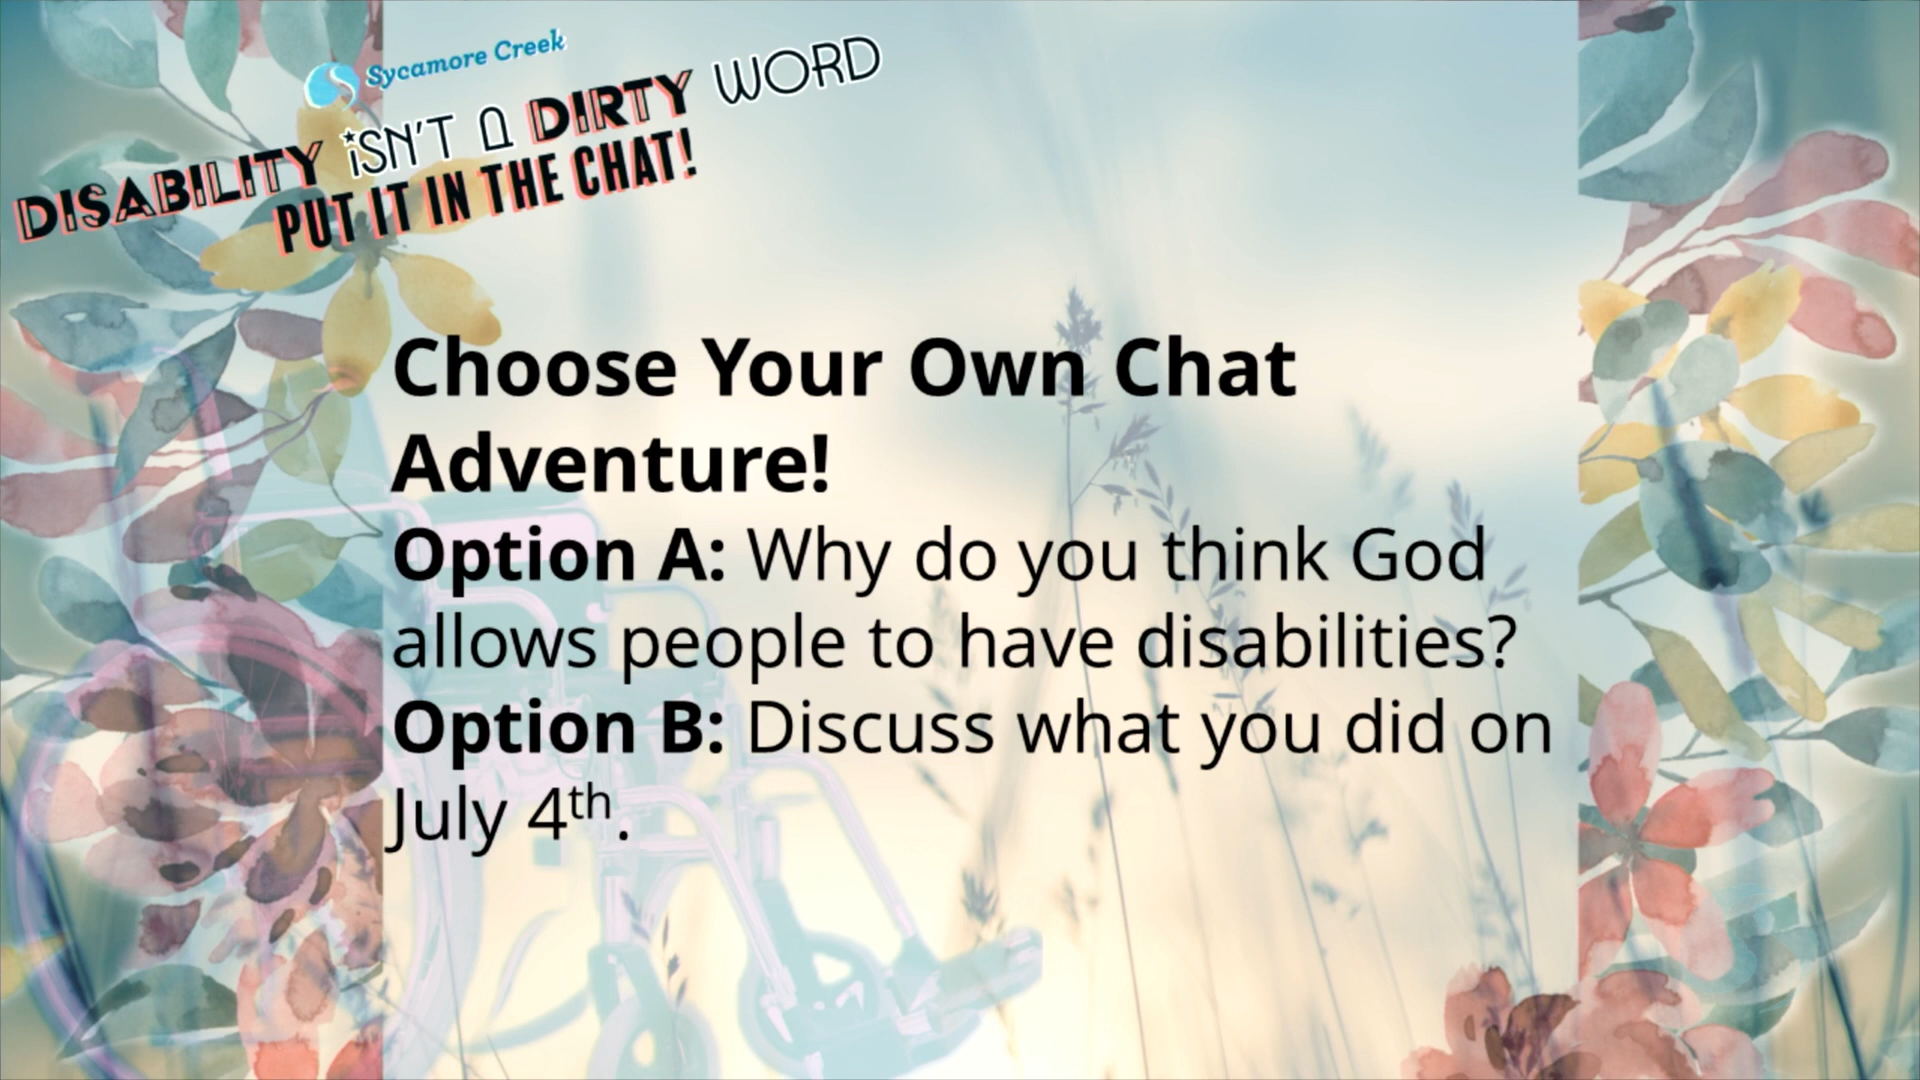 Sycamore Creek
DISABILITY iSN'T A DIRTY WORD
PUT IT IN THE CHAT!
Choose Your Own Chat
Adventure!
Option A: Why do you think God
allows people to have disabilities?
Option B: Discuss what you did on
July 4th.